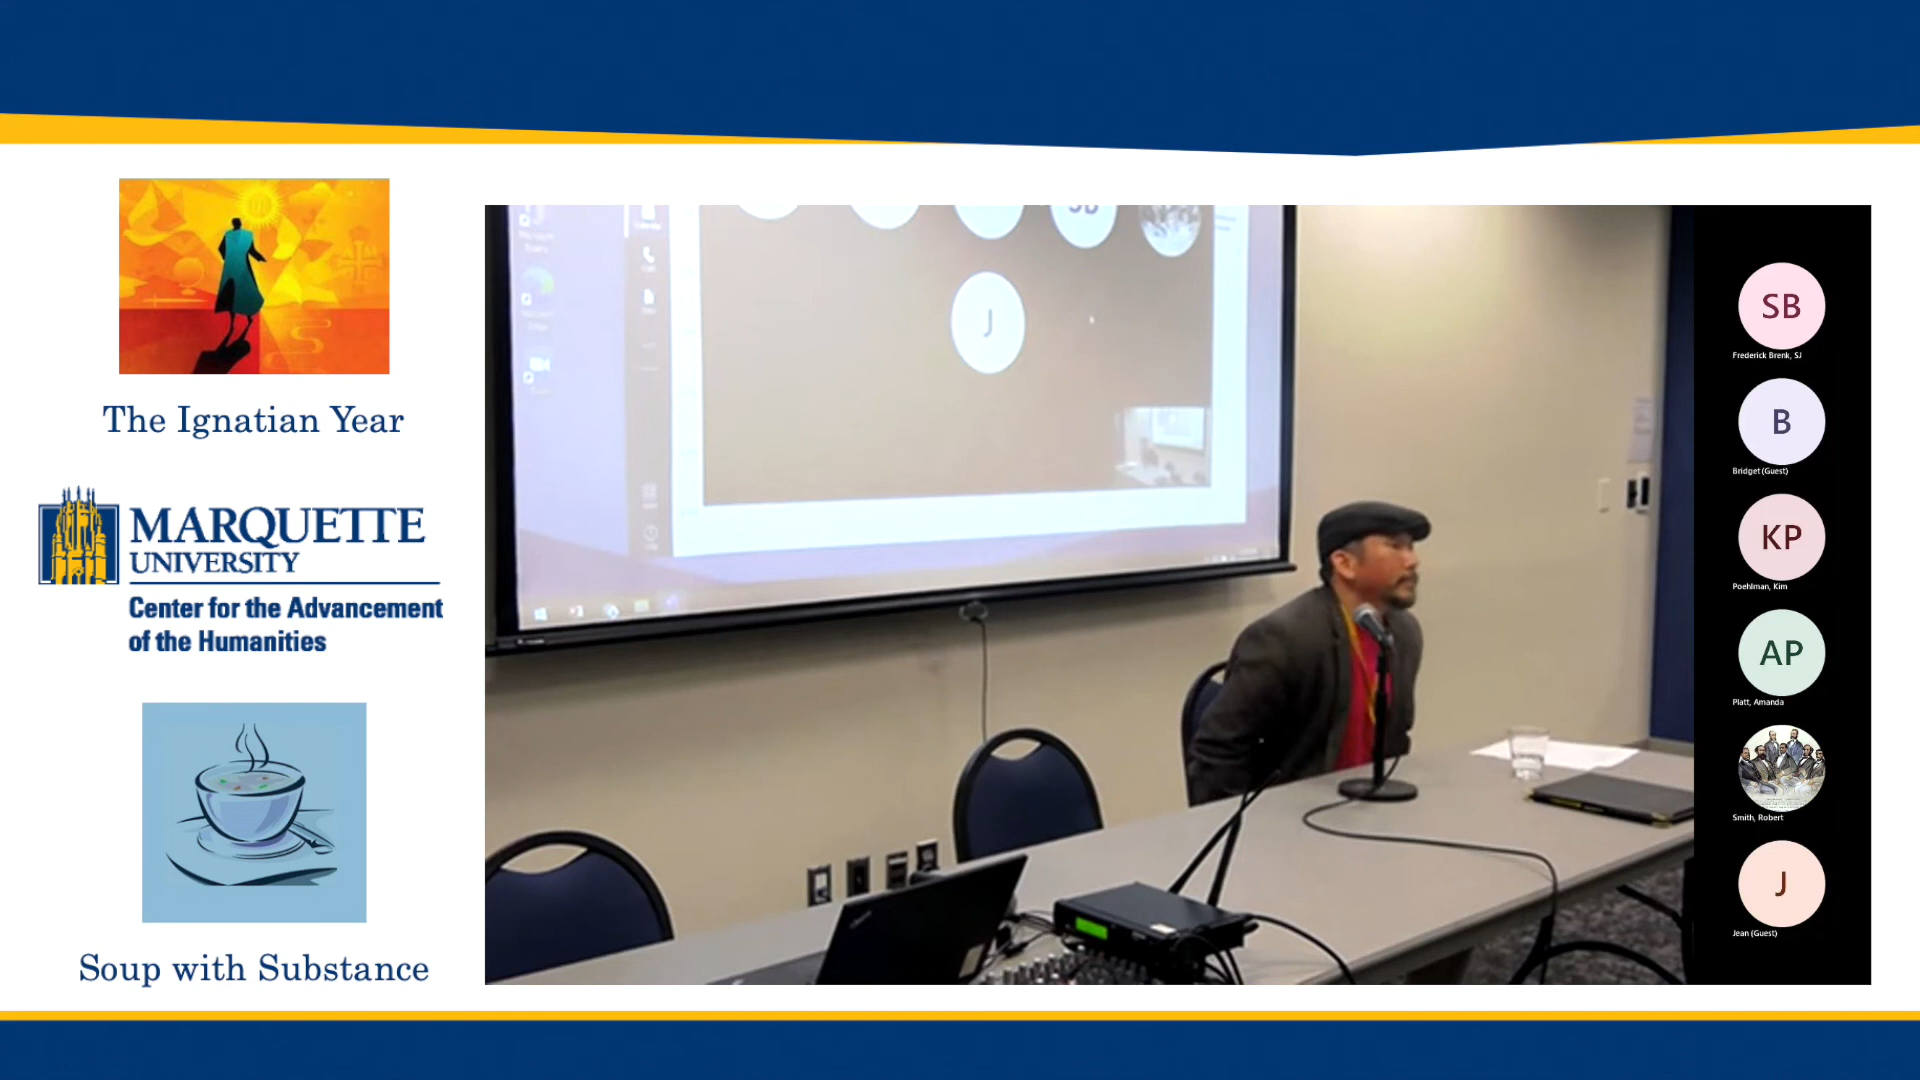 The Ignatian Year
MARQUETTE
UNIVERSITY
Center for the Advancement
of the Humanities
Soup with Substance
SB
J
SB
Frederick Brenk, SJ
B
Bridget (Guest)
KP
Poehlman, Kim
AP
Platt, Amanda
Smith, Robert
J
Jean (Guest)